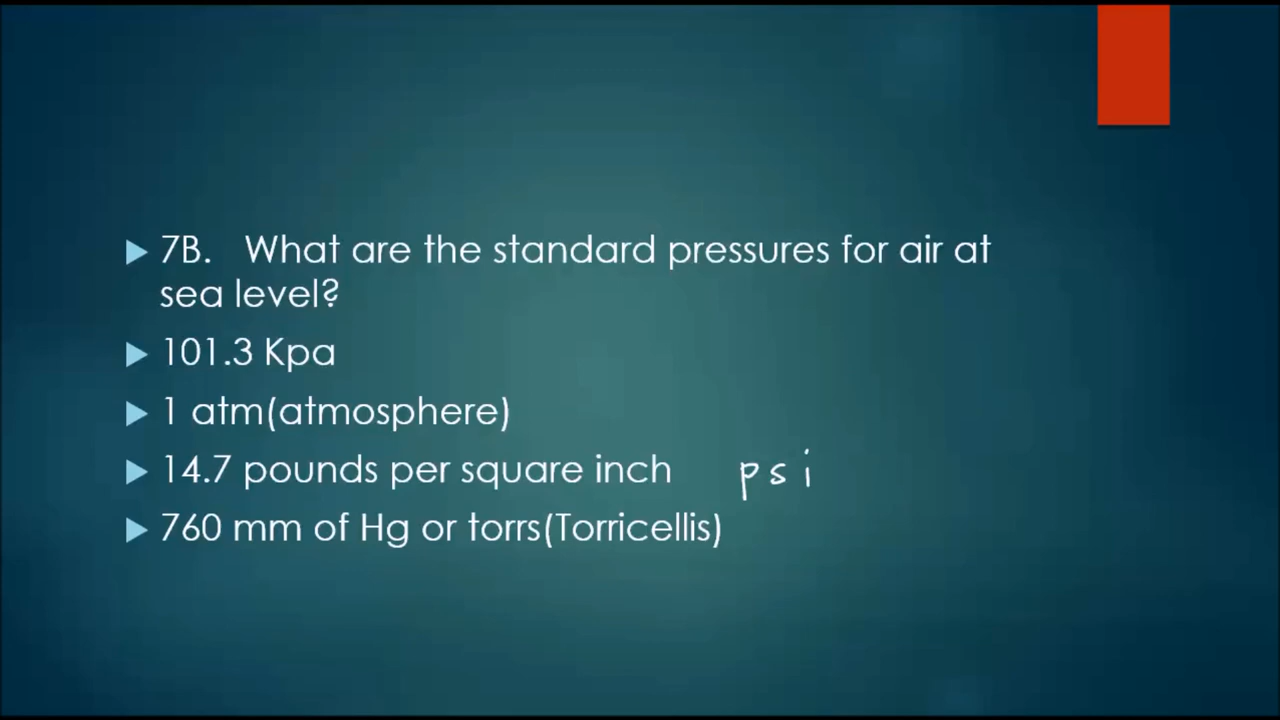 7B. What are the standard pressures for air at
sea level?
101.3 Kpa
1 atm(atmosphere)
14.7 pounds per square inch psi
760 mm of Hg or torrs(Torricellis)